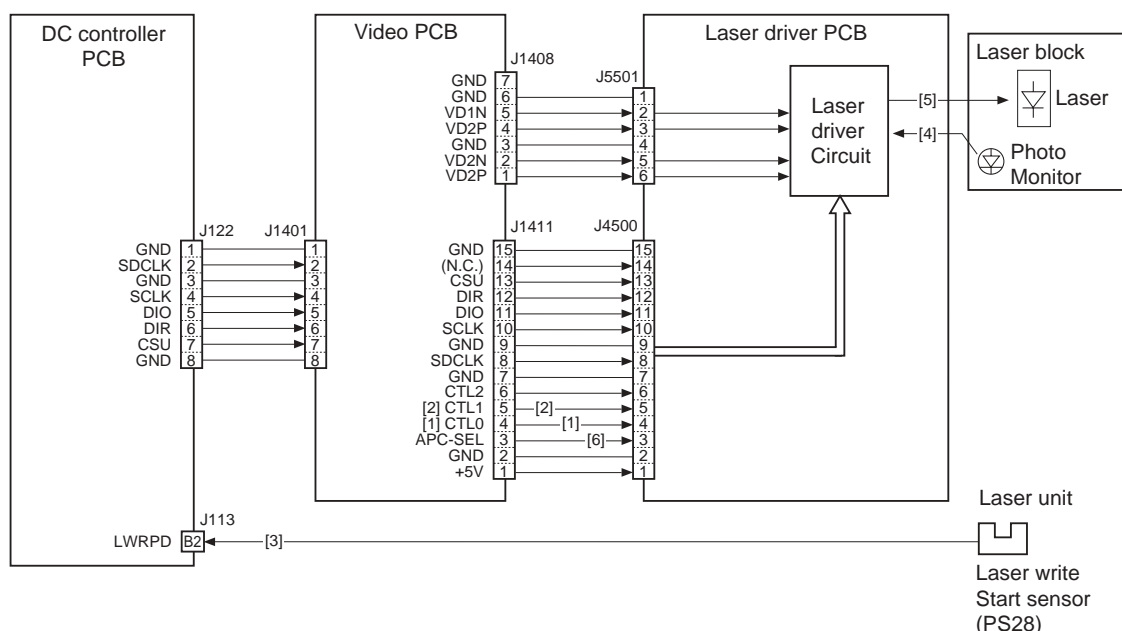 DC controller
PCB
Video PCB
Laser driver PCB
Laser block
Laser
Photo
Monitor
Laser
driver
Circuit
[5]
[4]
J1408
J5501
GND 7
GND 6 1
VD1N 5 2
VD2P 4 3
GND 3 4
VD2N 2 5
VD2P 1 6
J122 J1401
GND 1 1
SDCLK 2 2
GND 3 3
SCLK 4 4
DIO 5 5
DIR 6 6
CSU 7 7
GND 8 8
J1411 J4500
GND 15 15
(N.C.) 14 14
CSU 13 13
DIR 12 12
DIO 11 11
SCLK 10 10
GND 9 9
SDCLK 8 8
GND 7 7
CTL2 6 6
[2] CTL1 5 [2] 5
[1] CTL0 4 [1] 4
APC-SEL 3 [6] 3
GND 2 2
+5V 1 1
J113
LWRPD B2 [3]
Laser unit
Laser write
Start sensor
(PS28)